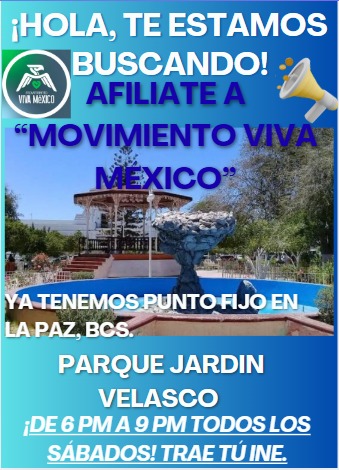 ¡HOLA, TE ESTAMOS
BUSCANDO!
VIVA MÉXICO
AFILIATE A
“MOVIMIENTO VIVA
MEXICO”
YA TENEMOS PUNTO FIJO EN
LA PAZ, BCS.
PARQUE JARDIN
VELASCO
¡DE 6 PM A 9 PM TODOS LOS
SÁBADOS! TRAE TÚ INE.